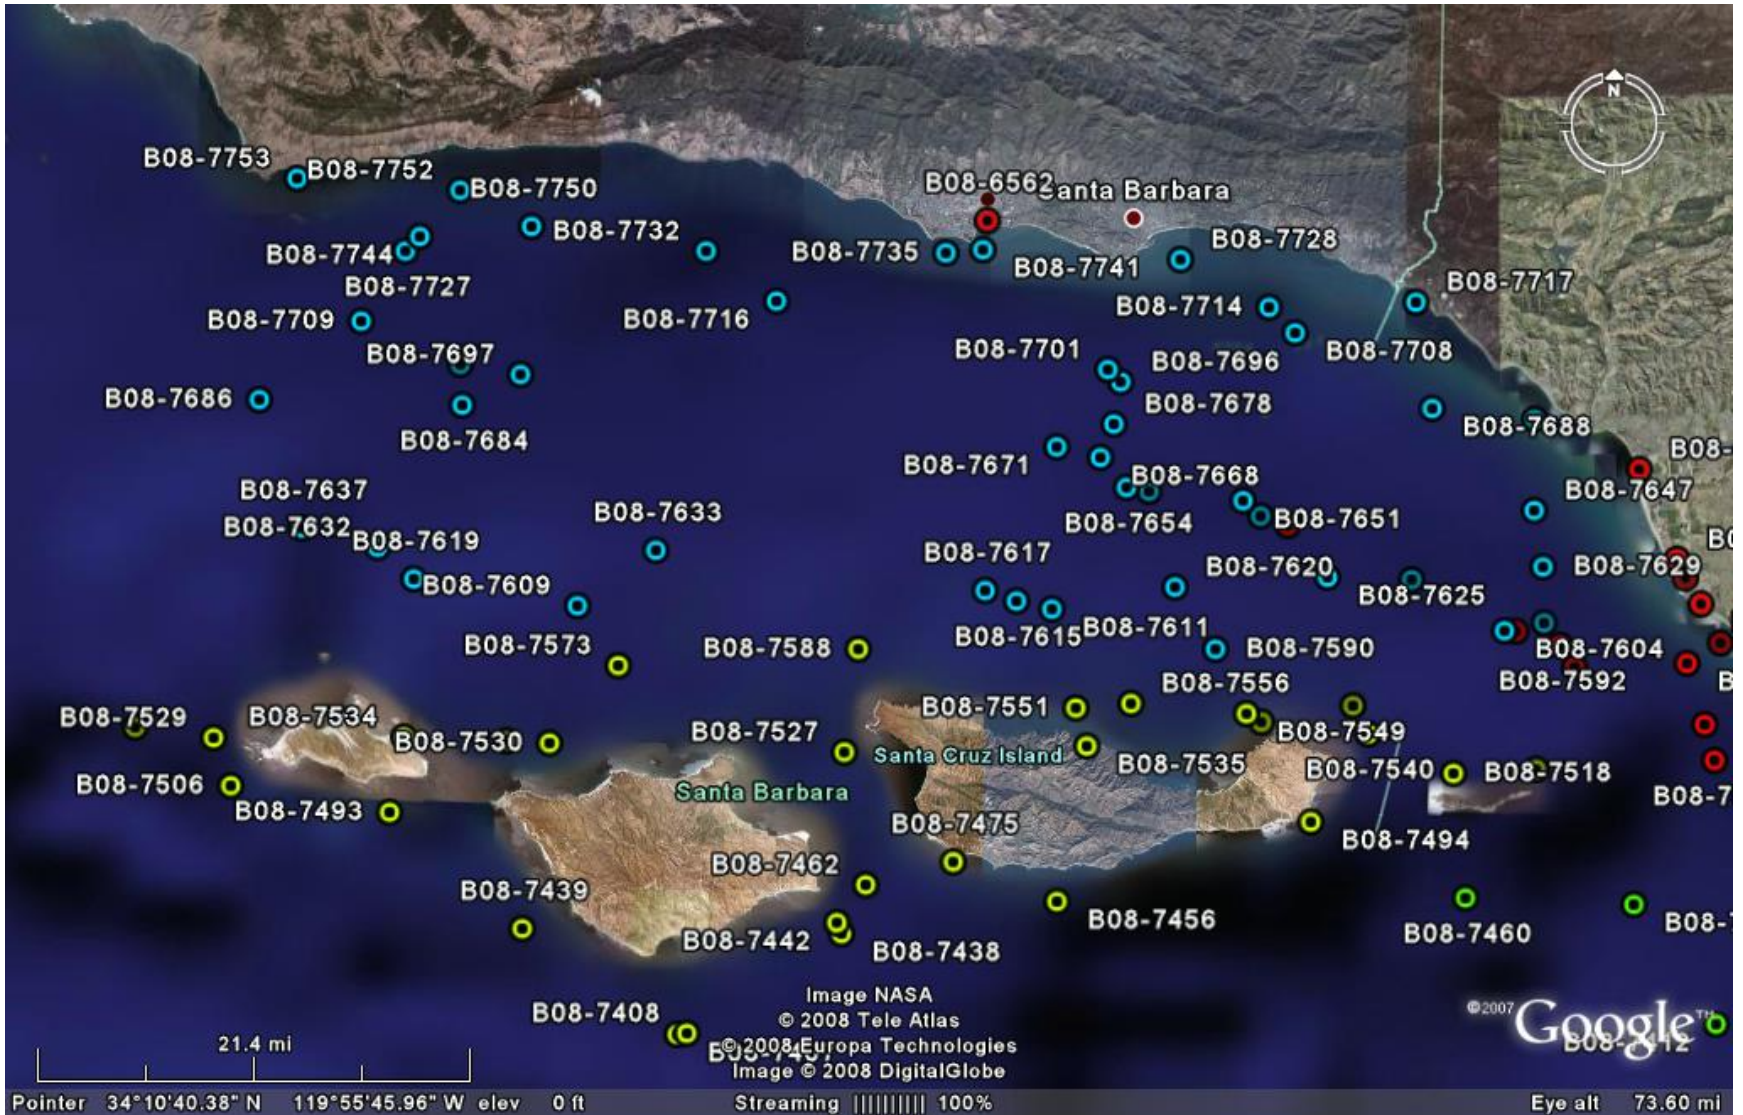 B08-7753
B08-7752
B08-7750
B08-6562
Santa Barbara
N
B08-7744
B08-7732
B08-7735
B08-7741
B08-7728
B08-7727
B08-7717
B08-7709
B08-7716
B08-7714
B08-7697
B08-7701
B08-7696
B08-7708
B08-7686
B08-7684
B08-7678
B08-7688
B08-7671
B08-7668
B08-
B08-7637
B08-7647
B08-7632
B08-7619
B08-7633
B08-7654
B08-7651
B0
B08-7609
B08-7617
B08-7620
B08-7625
B08-7629
B08-7573
B08-7588
B08-7615
B08-7611
B08-7590
B08-7604
B08-7592
B
B08-7529
B08-7534
B08-7530
B08-7527
B08-7551
B08-7556
B08-7549
Santa Cruz Island
B08-7535
B08-7540
B08-7518
B08-7506
B08-7493
Santa Barbara
B08-7
B08-7475
B08-7494
B08-7462
B08-7439
B08-7456
B08-7442
B08-7438
B08-7460
B08-
B08-7408
Image NASA
© 2008 Tele Atlas
© 2008 Europa Technologies
Image © 2008 DigitalGlobe
©2007 Google™
21.4 mi
Pointer 34°10'40.38" N 119°55'45.96" W elev 0 ft Streaming |||||||||| 100% Eye alt 73.60 mi